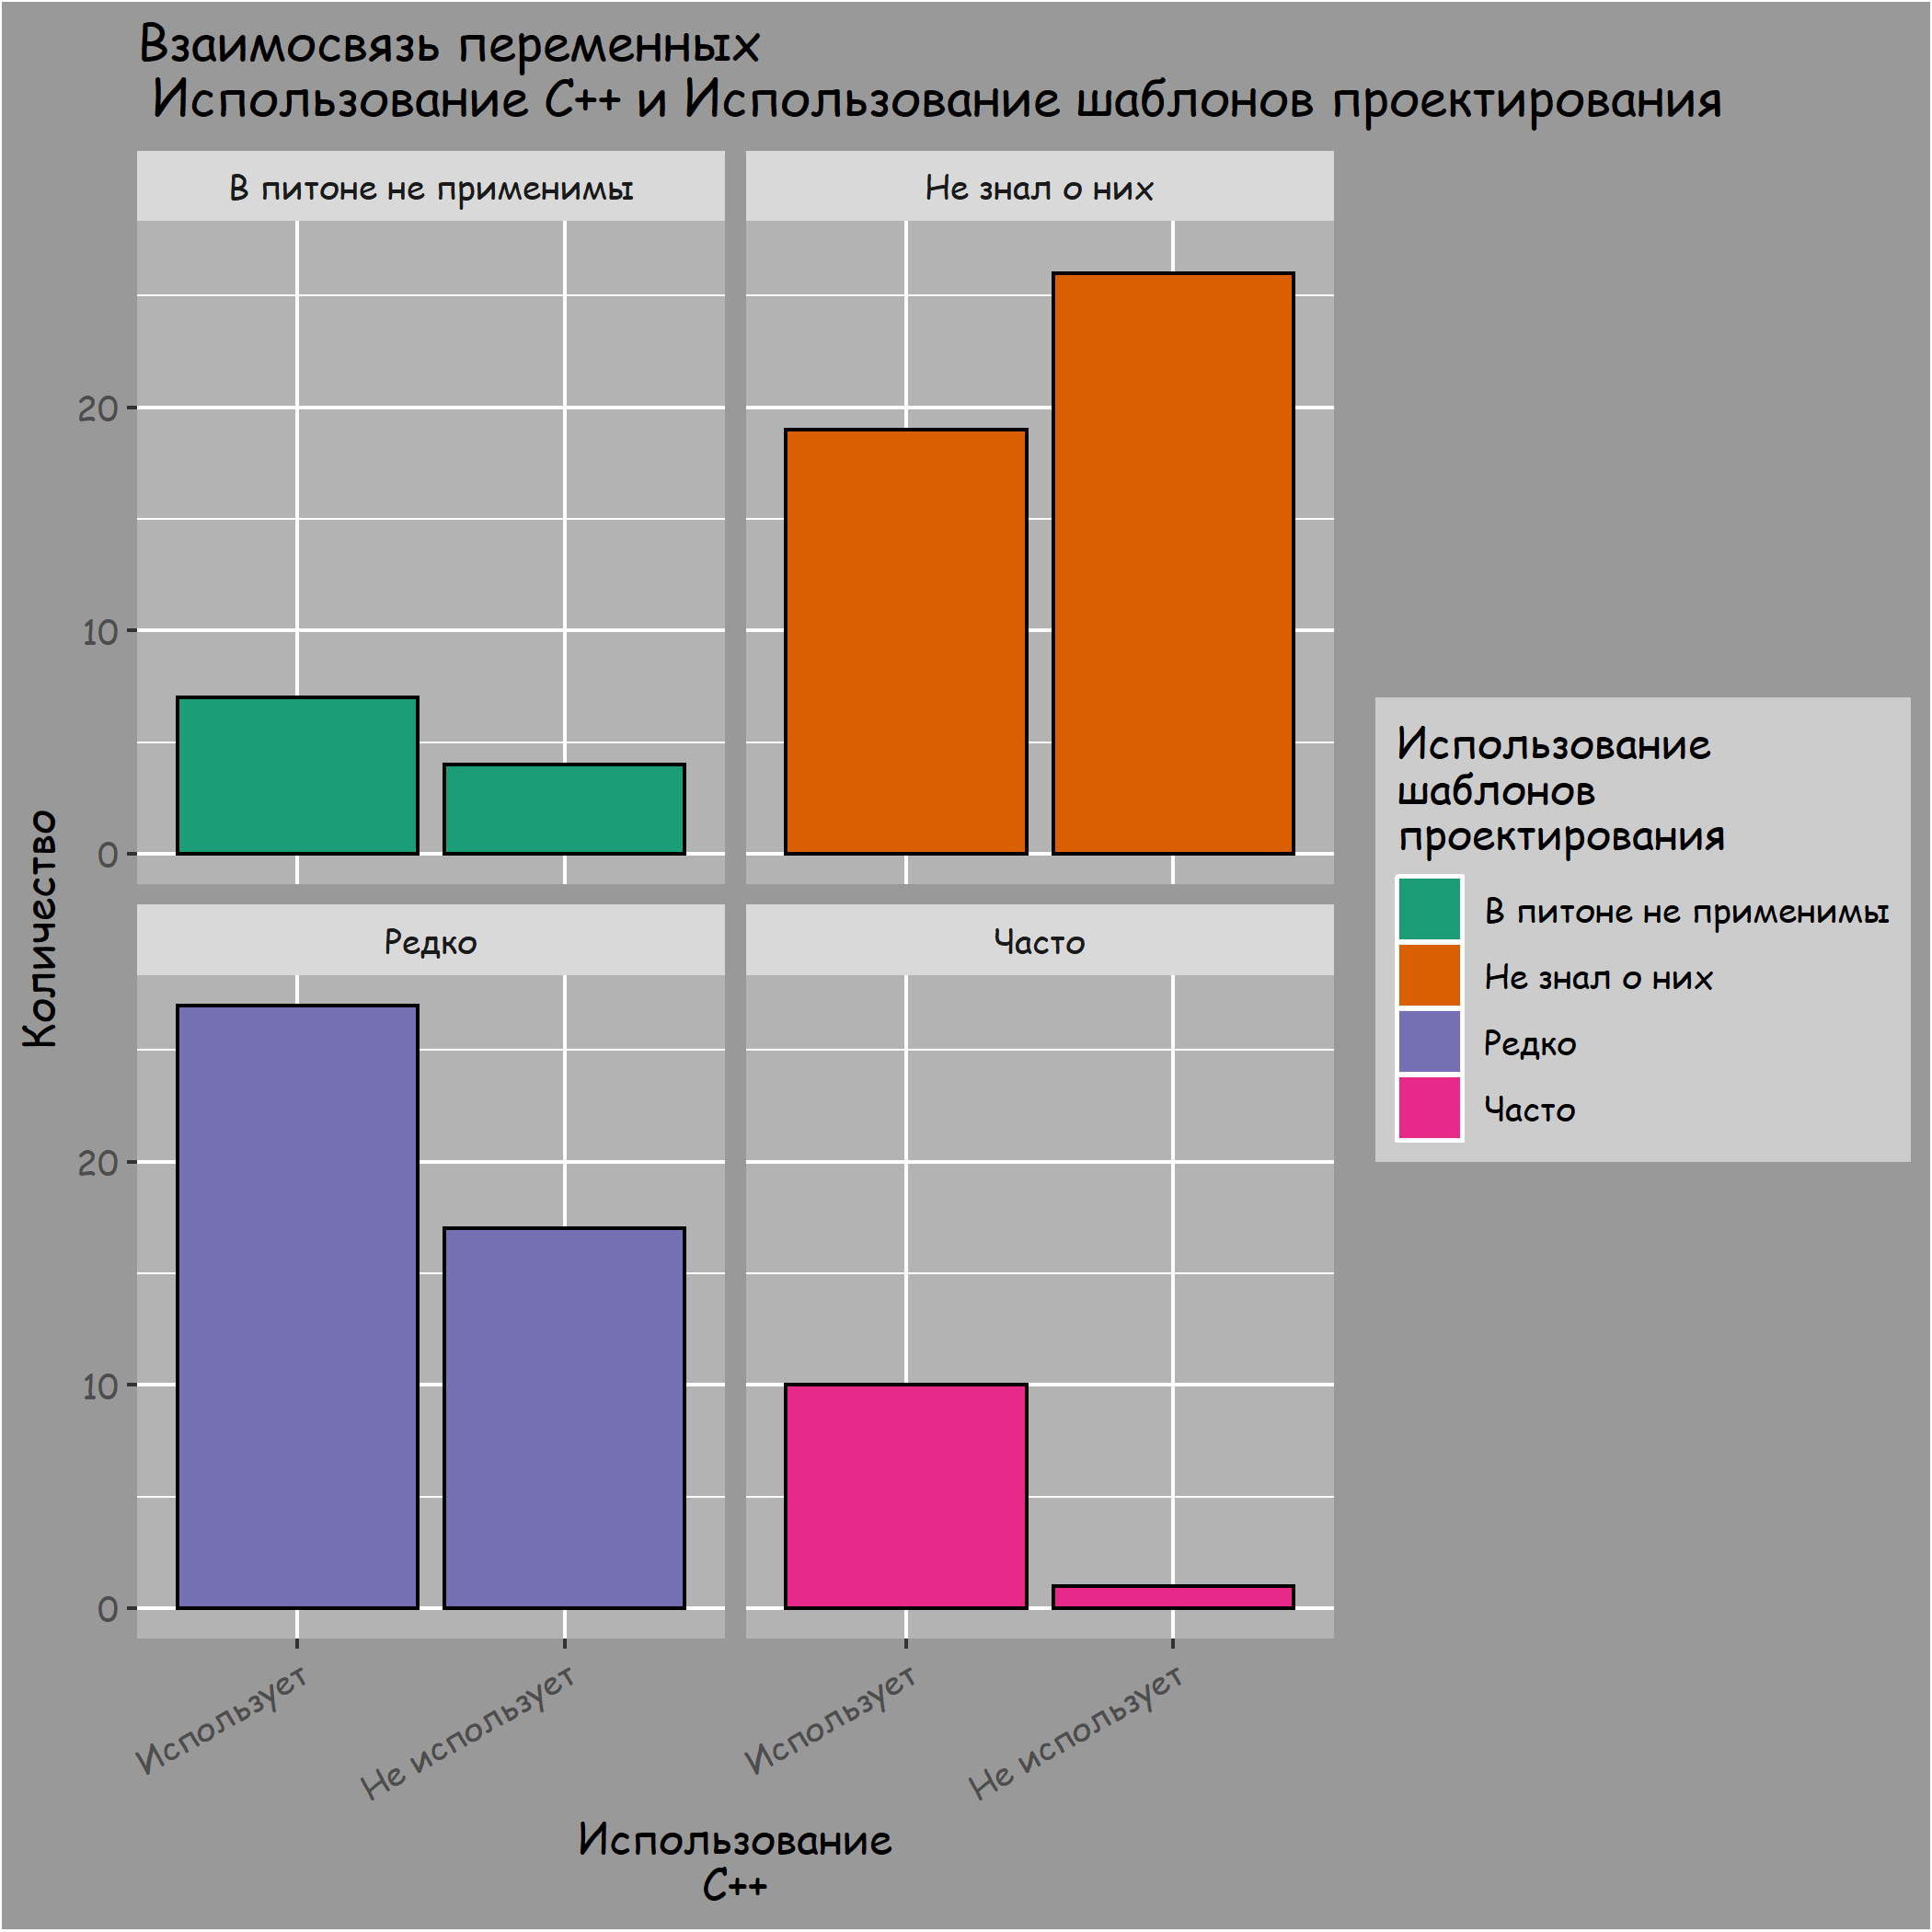 Взаимосвязь переменных
Использование C++ и Использование шаблонов проектирования
В питоне не применимы
Не знал о них
20
10
0
Редко
Часто
20
10
0
Количество
Использует
Не использует
Использует
Не использует
Использование
C++
Использование
шаблонов
проектирования
В питоне не применимы
Не знал о них
Редко
Часто